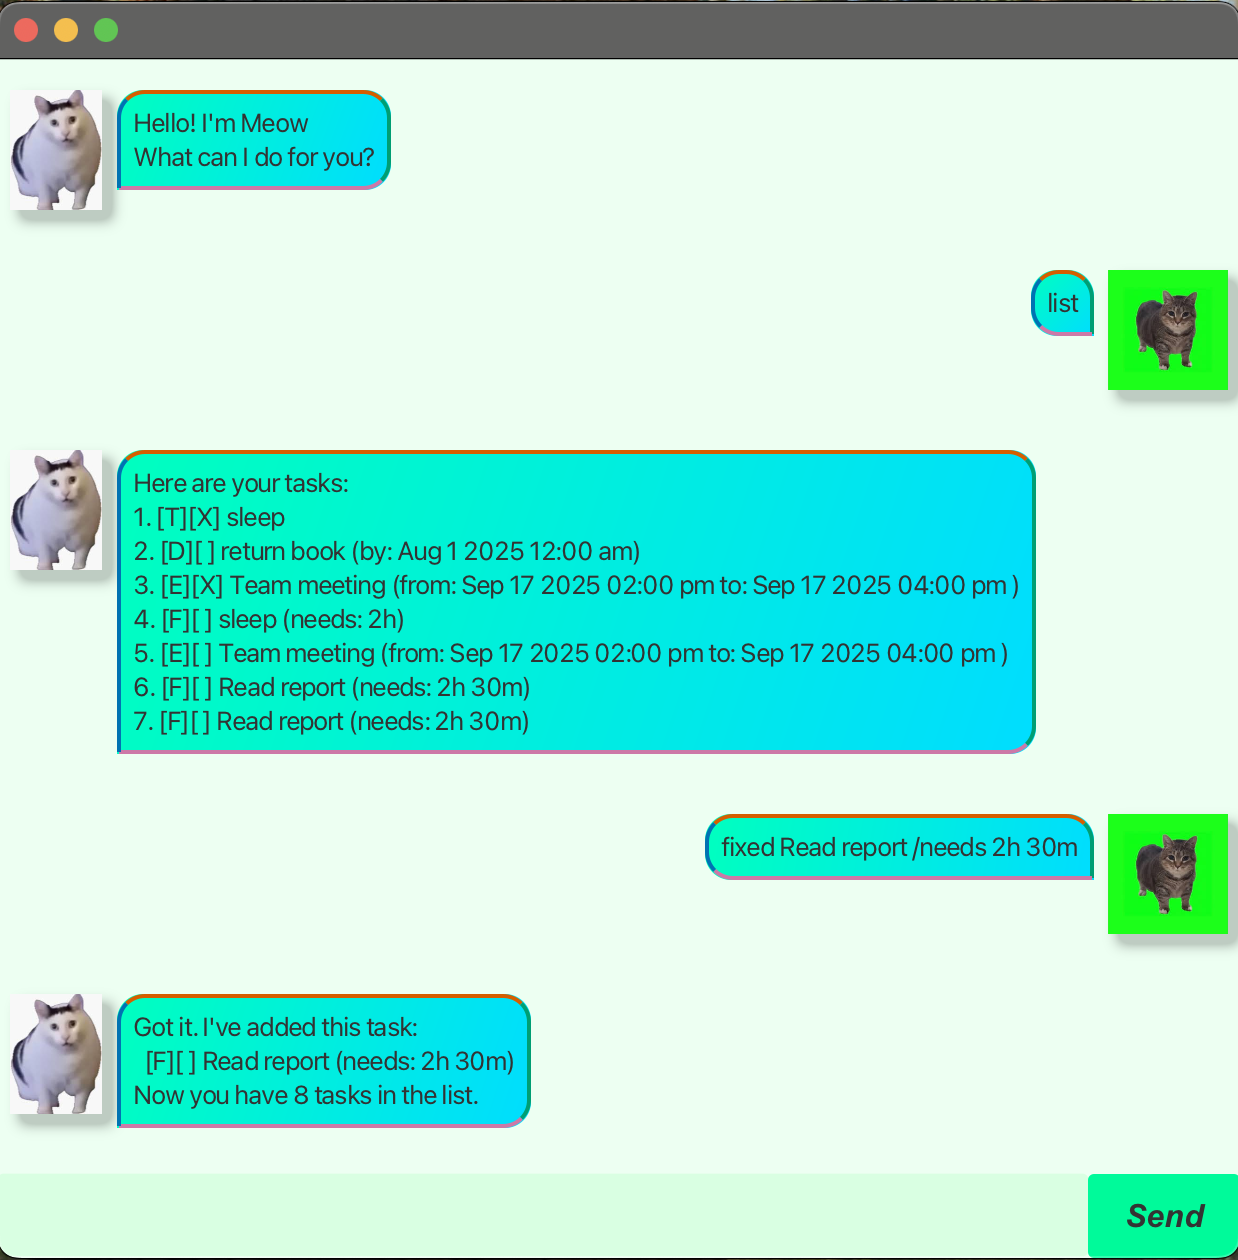 Hello! I'm Meow
What can I do for you?
list
Here are your tasks:
1. [T][X] sleep
2. [D][ ] return book (by: Aug 1 2025 12:00 am)
3. [E][X] Team meeting (from: Sep 17 2025 02:00 pm to: Sep 17 2025 04:00 pm )
4. [F][ ] sleep (needs: 2h)
5. [E][ ] Team meeting (from: Sep 17 2025 02:00 pm to: Sep 17 2025 04:00 pm )
6. [F][ ] Read report (needs: 2h 30m)
7. [F][ ] Read report (needs: 2h 30m)
fixed Read report /needs 2h 30m
Got it. I've added this task:
[F][ ] Read report (needs: 2h 30m)
Now you have 8 tasks in the list.
Send